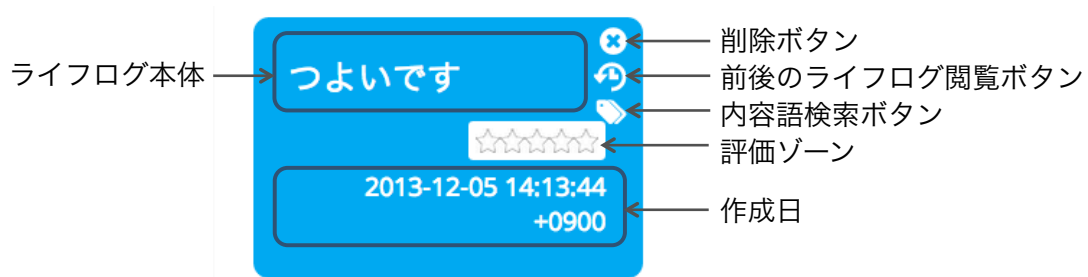 ライフログ本体
つよいです
2013-12-05 14:13:44
+0900
削除ボタン
前後のライフログ閲覧ボタン
内容語検索ボタン
評価ゾーン
作成日